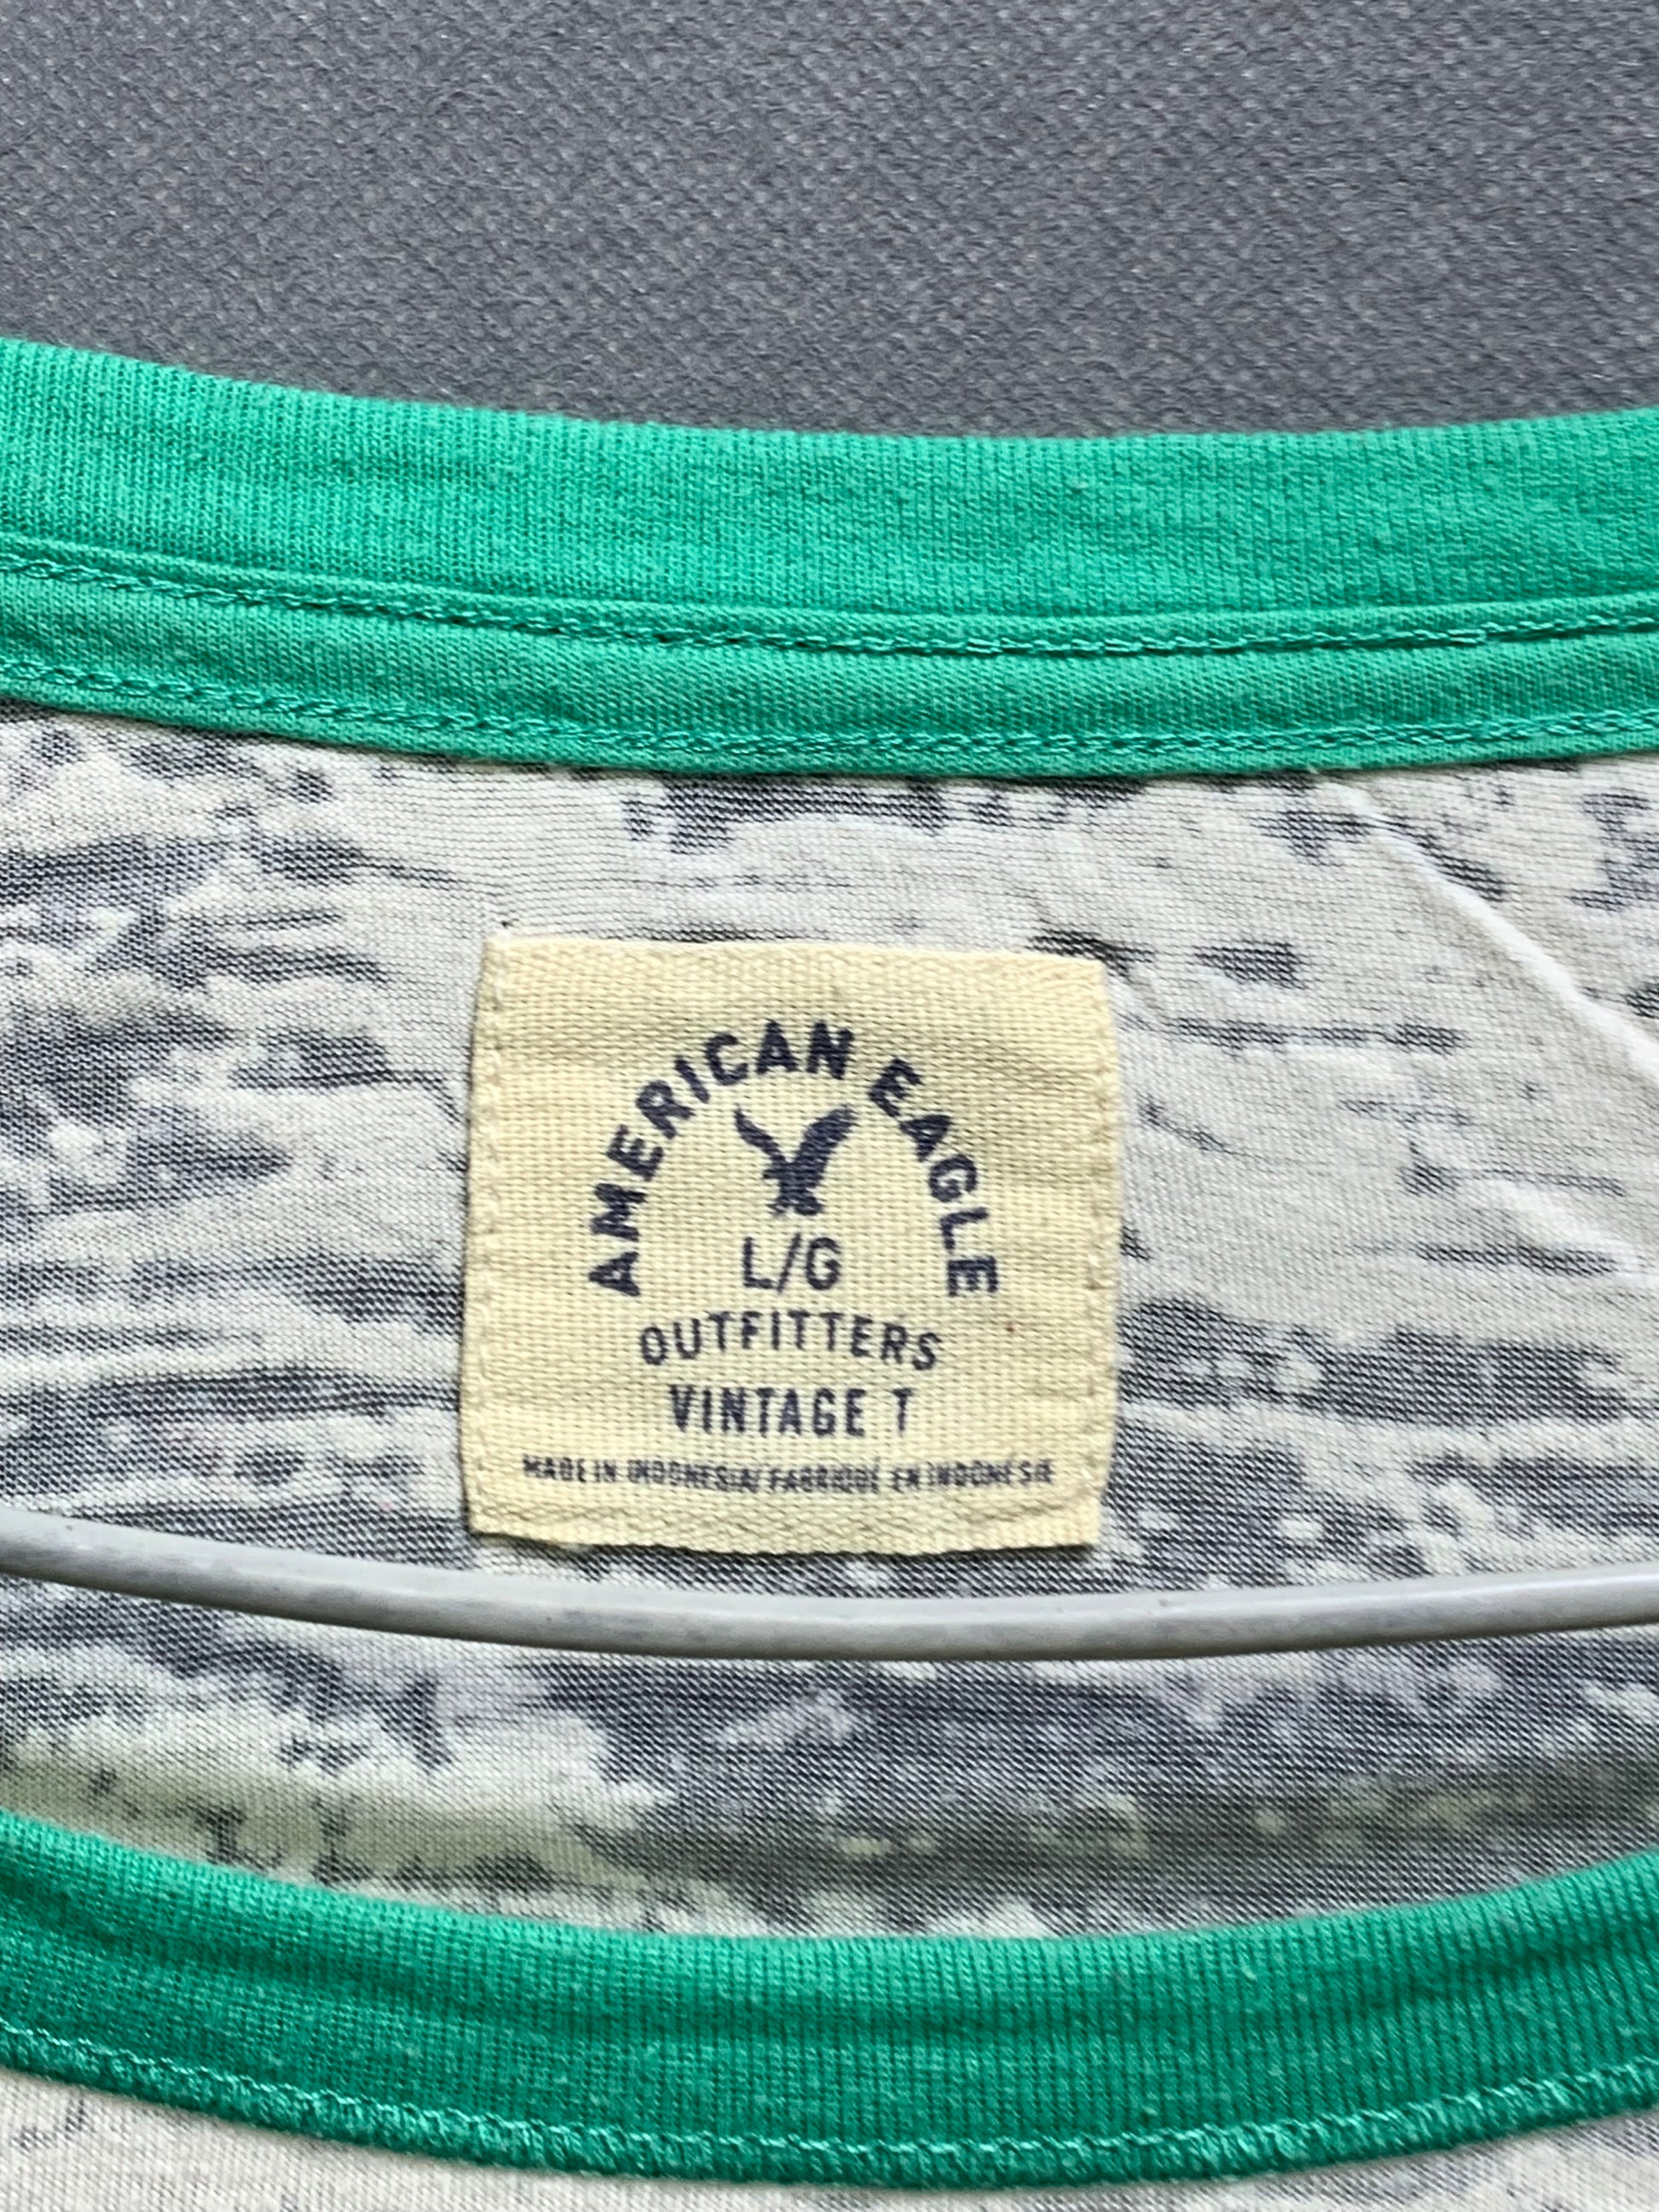 AMERICAN EAGLE
L/G
OUTFITTERS
VINTAGE T
MADE IN INDONESIA/ FABRIQUÉ EN INDONÉSIE